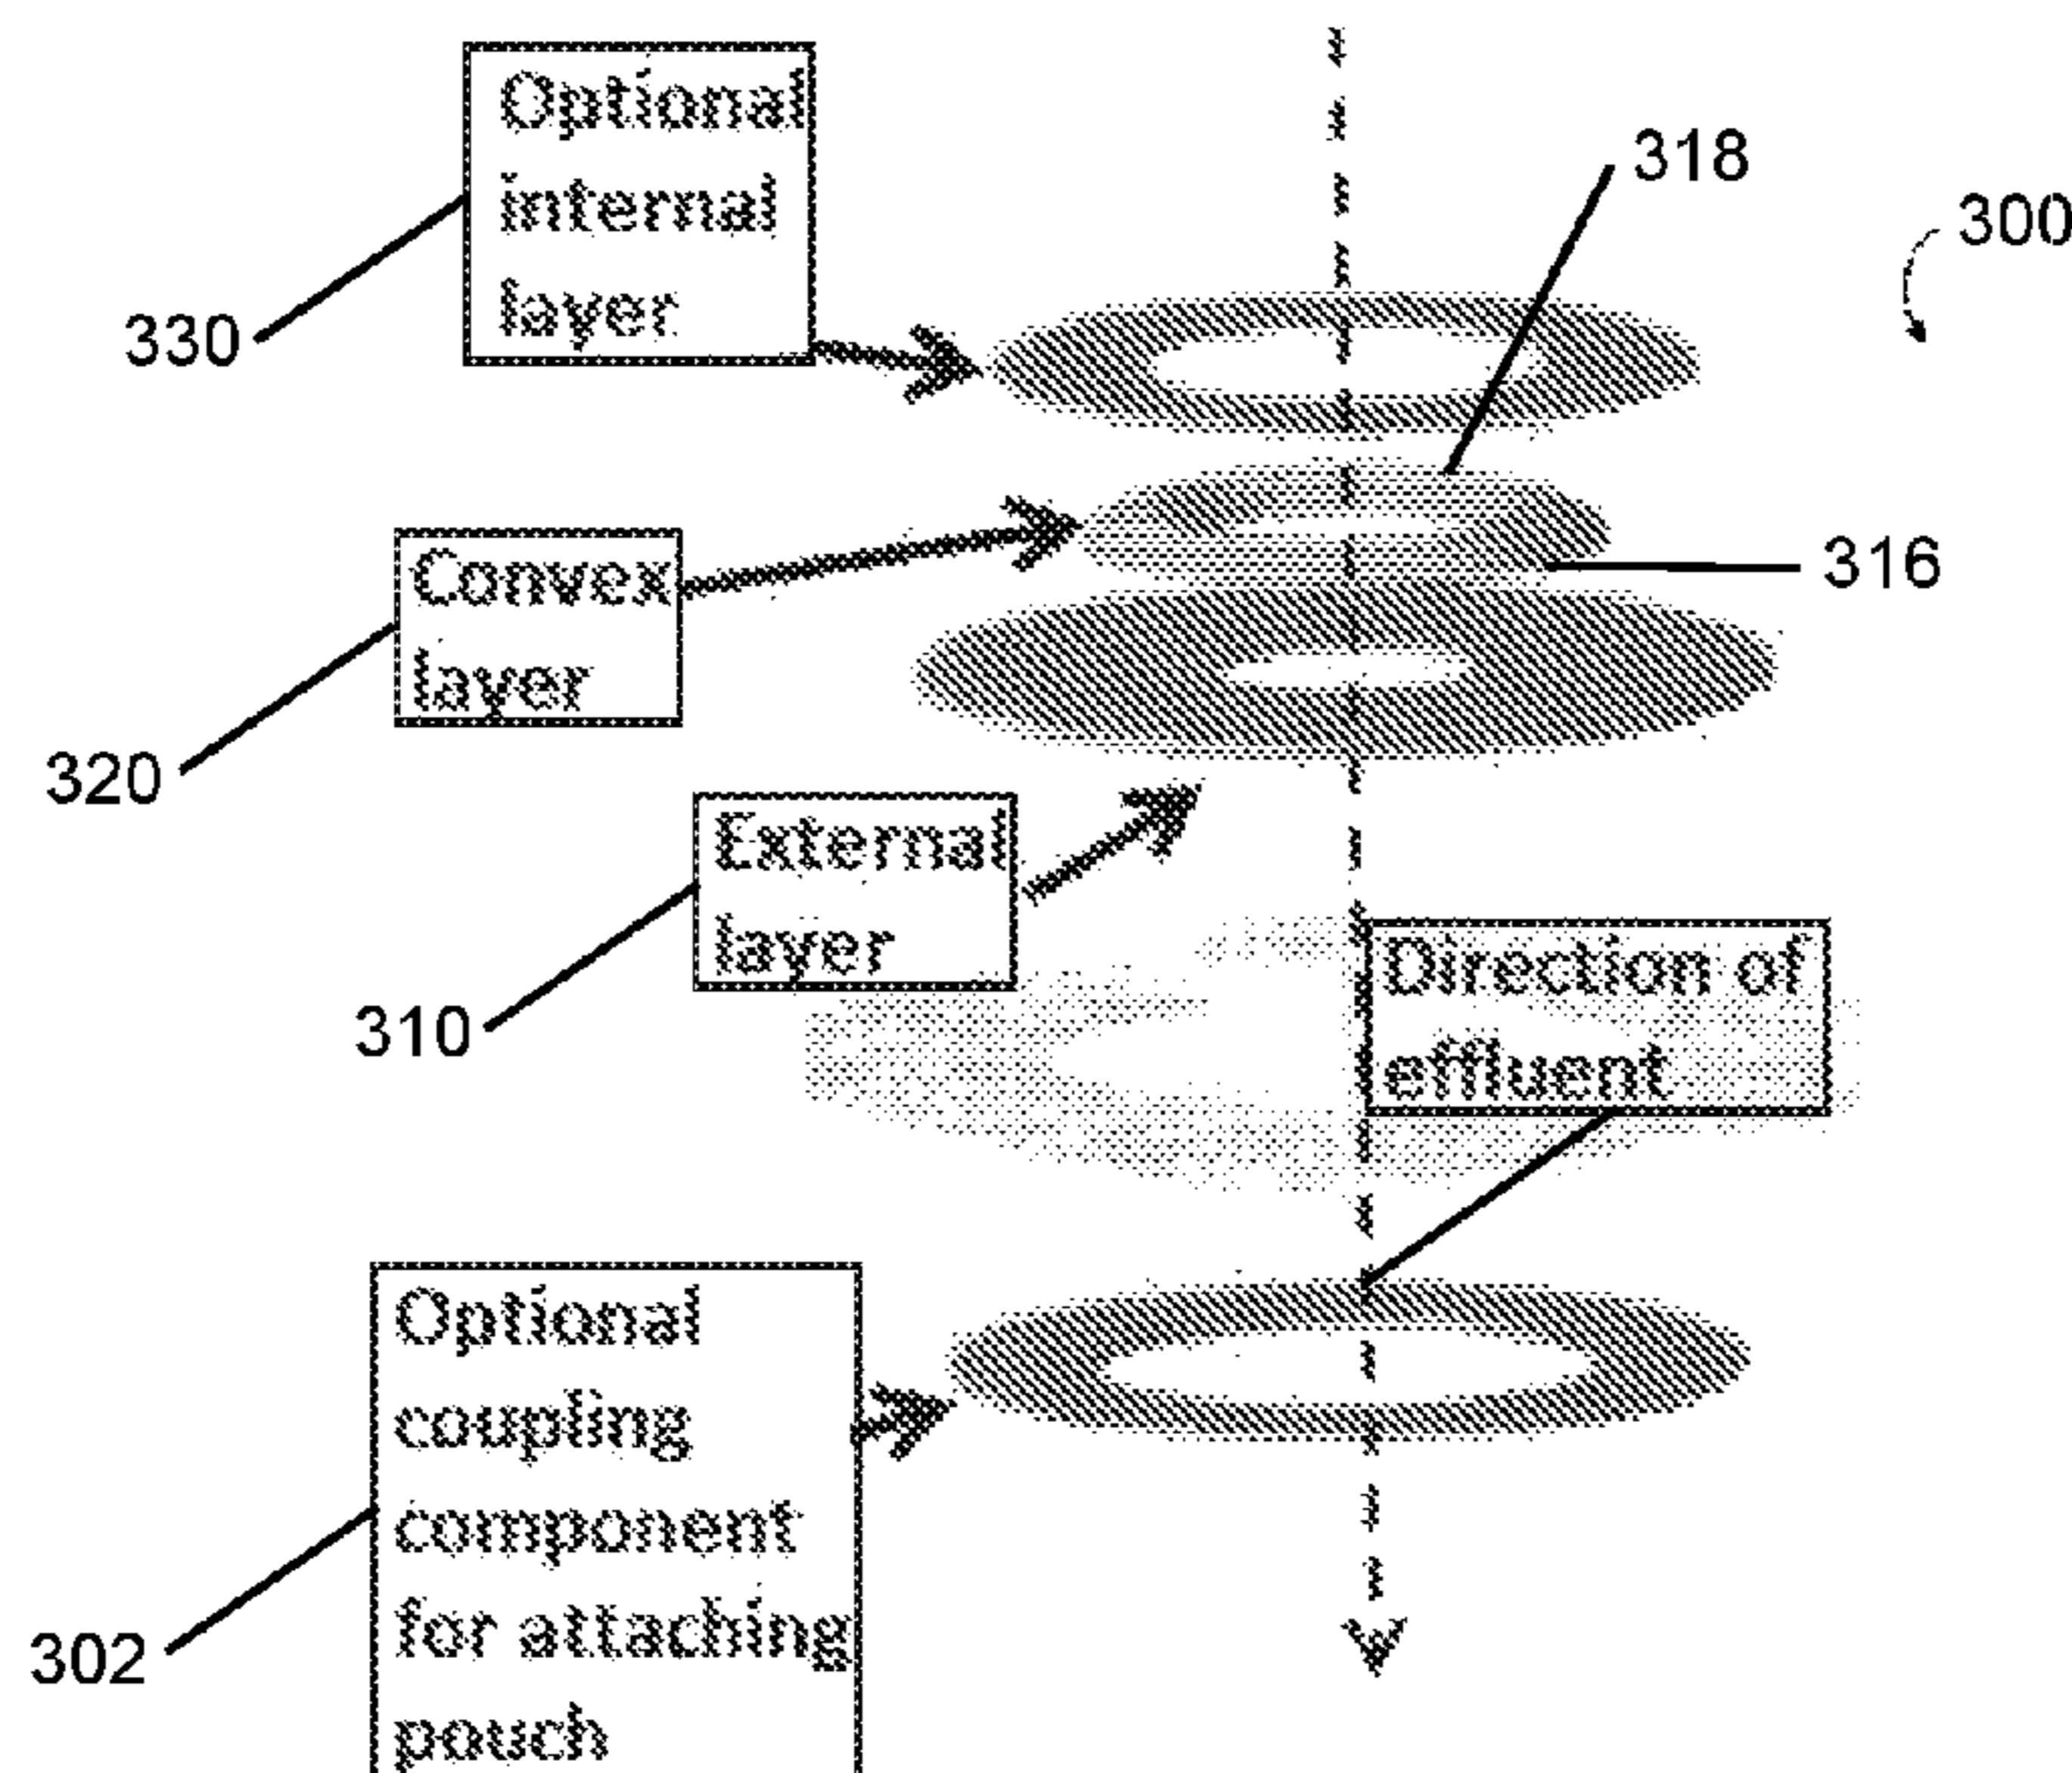 Optional
internal
layer
330
318
300
Convex
layer
320
316
External
layer
310
Direction of
effluent
Optional
coupling
component
for attaching
pouch
302